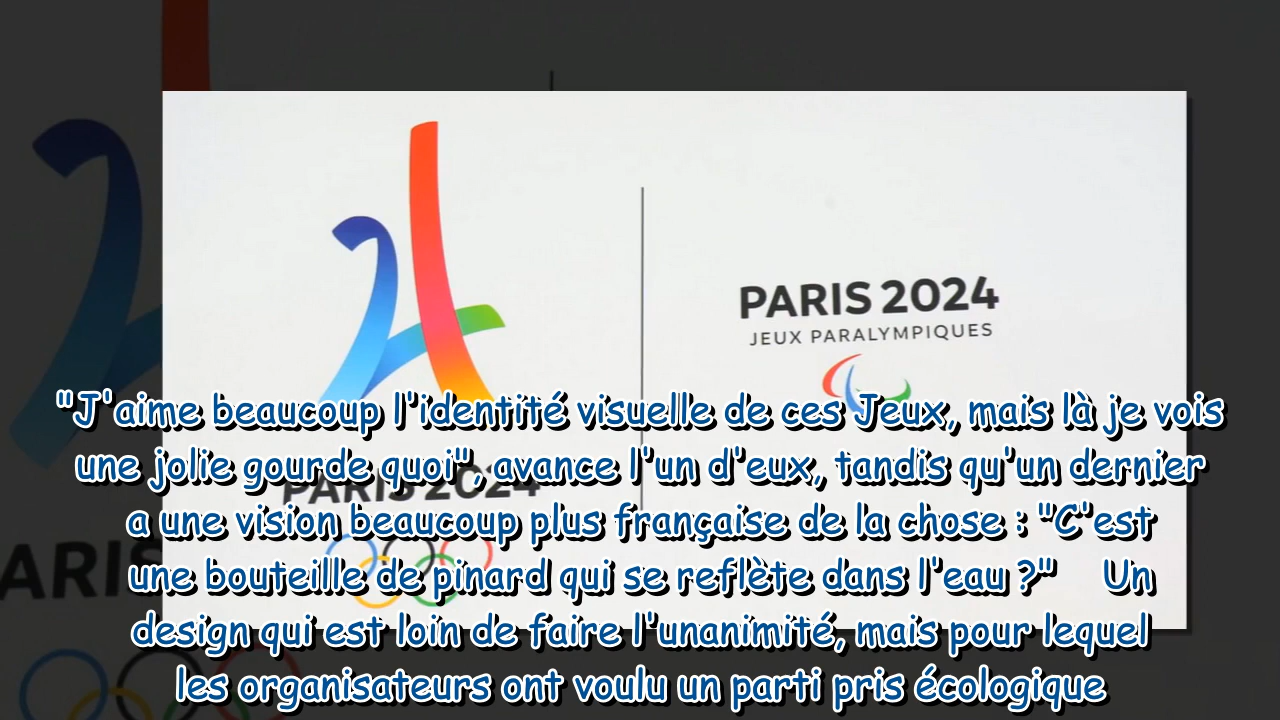 PARIS 2024
JEUX PARALYMPIQUES
"J'aime beaucoup l'identité visuelle de ces Jeux, mais là je vois
une jolie gourde quoi", avance l'un d'eux, tandis qu'un dernier
PARIS 2024
a une vision beaucoup plus française de la chose : "C'est
une bouteille de pinard qui se reflète dans l'eau ?" Un
ARIS
design qui est loin de faire l'unanimité, mais pour lequel
les organisateurs ont voulu un parti pris écologique